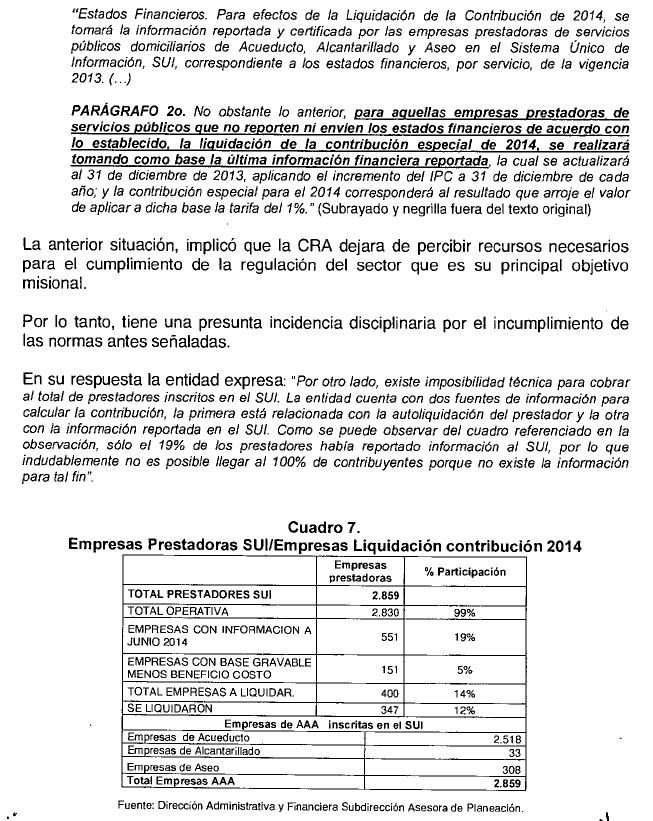 “Estados Financieros. Para efectos de la Liquidación de la Contribución de 2014, se
tomará la información reportada y certificada por las empresas prestadoras de servicios
públicos domiciliarios de Acueducto, Alcantarillado y Aseo en el Sistema Único de
Información, SUI, correspondiente a los estados financieros, por servicio, de la vigencia
2013. (...)
PARÁGRAFO 2o. No obstante lo anterior, para aquellas empresas prestadoras de
servicios públicos que no reporten ni envíen los estados financieros de acuerdo con
lo establecido, la liquidación de la contribución especial de 2014, se realizará
tomando como base la última información financiera reportada, la cual se actualizará
al 31 de diciembre de 2013, aplicando el incremento del IPC a 31 de diciembre de cada
año; y la contribución especial para el 2014 corresponderá al resultado que arroje el valor
de aplicar a dicha base la tarifa del 1%.” (Subrayado y negrilla fuera del texto original)
La anterior situación, implicó que la CRA dejara de percibir recursos necesarios
para el cumplimiento de la regulación del sector que es su principal objetivo
misional.
Por lo tanto, tiene una presunta incidencia disciplinaria por el incumplimiento de
las normas antes señaladas.
En su respuesta la entidad expresa: “Por otro lado, existe imposibilidad técnica para cobrar
al total de prestadores inscritos en el SUI. La entidad cuenta con dos fuentes de información para
calcular la contribución, la primera está relacionada con la autoliquidación del prestador y la otra
con la información reportada en el SUI. Como se puede observar del cuadro referenciado en la
observación, sólo el 19% de los prestadores había reportado información al SUI, por lo que
indudablemente no es posible llegar al 100% de contribuyentes porque no existe la información
para tal fin”.
Cuadro 7.
Empresas Prestadoras SUI/Empresas Liquidación contribución 2014
Empresas
prestadoras
% Participación
TOTAL PRESTADORES SUI 2.859
TOTAL OPERATIVA 2.830 99%
EMPRESAS CON INFORMACION A
JUNIO 2014 551 19%
EMPRESAS CON BASE GRAVABLE
MENOS BENEFICIO COSTO 151 5%
TOTAL EMPRESAS A LIQUIDAR. 400 14%
SE LIQUIDARÓN 347 12%
Empresas de AAA inscritas en el SUI
Empresas de Acueducto 2.518
Empresas de Alcantarillado 33
Empresas de Aseo 308
Total Empresas AAA 2.859
Fuente: Dirección Administrativa y Financiera Subdirección Asesora de Planeación.